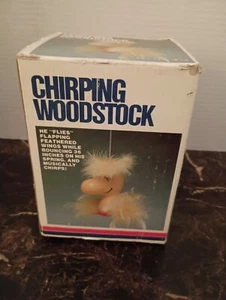 CHIRPING
WOODSTOCK
HE "FLIES"
FLAPPING
FEATHERED
WINGS WHILE
BOUNCING 36
INCHES ON HIS
SPRING, AND
MUSICALLY
CHIRPS!